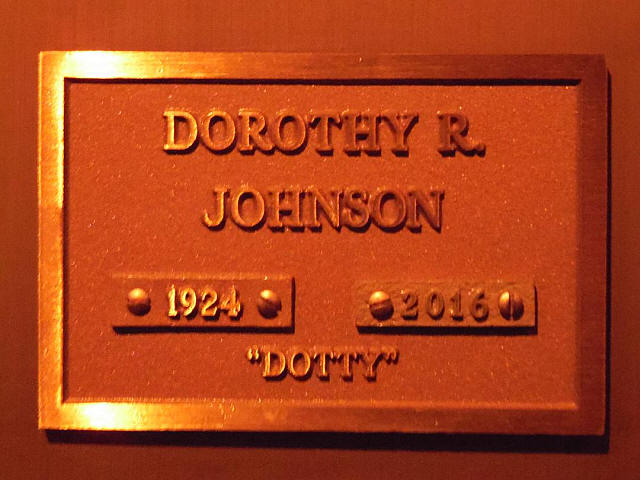 DOROTHY R.
JOHNSON
1924 2016
"DOTTY"